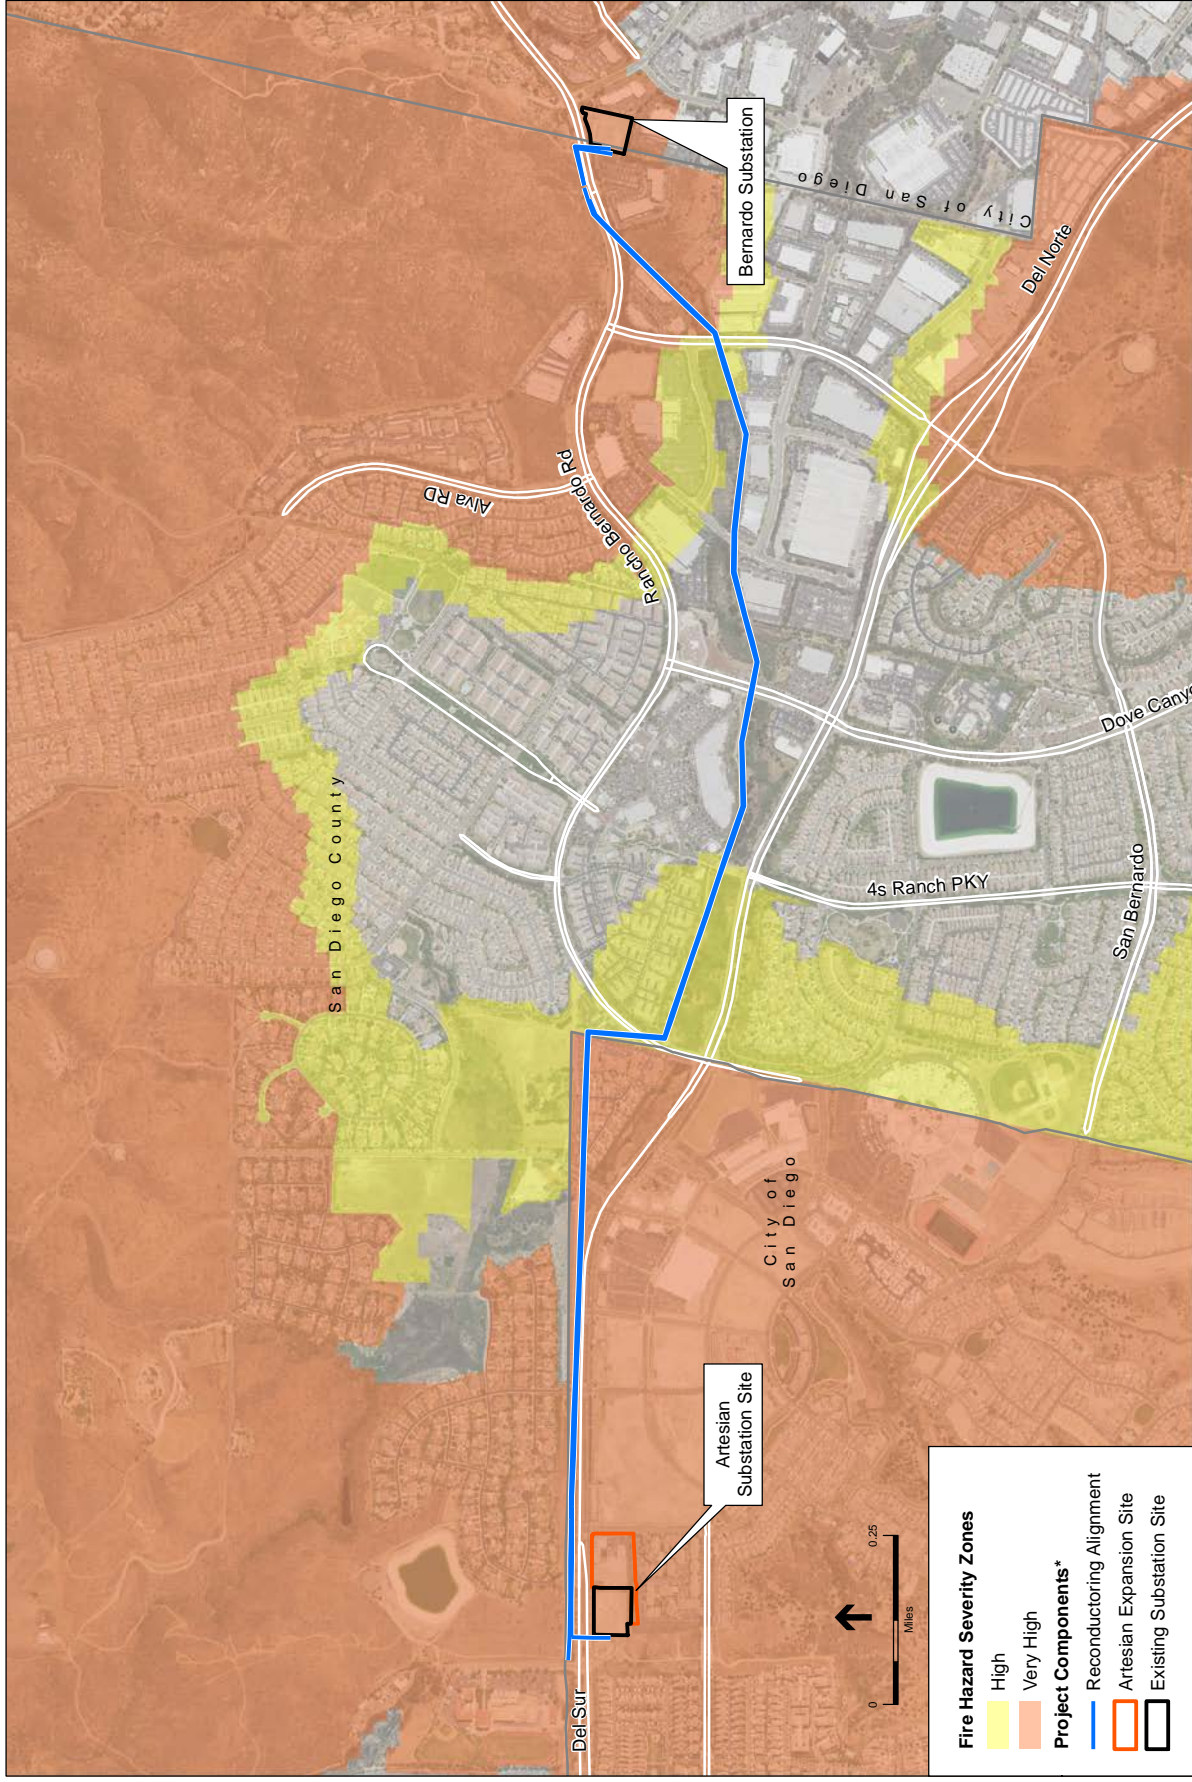 Alva RD
Rancho Bernardo Rd
Bernardo Substation
City of San Diego
Del Norte
San Diego County
Dove Canyo
4s Ranch PKY
San Bernardo
City of
San Diego
Artesian
Substation Site
Del Sur
0
0.25
Miles
Fire Hazard Severity Zones
High
Very High
Project Components*
Reconductoring Alignment
Artesian Expansion Site
Existing Substation Site